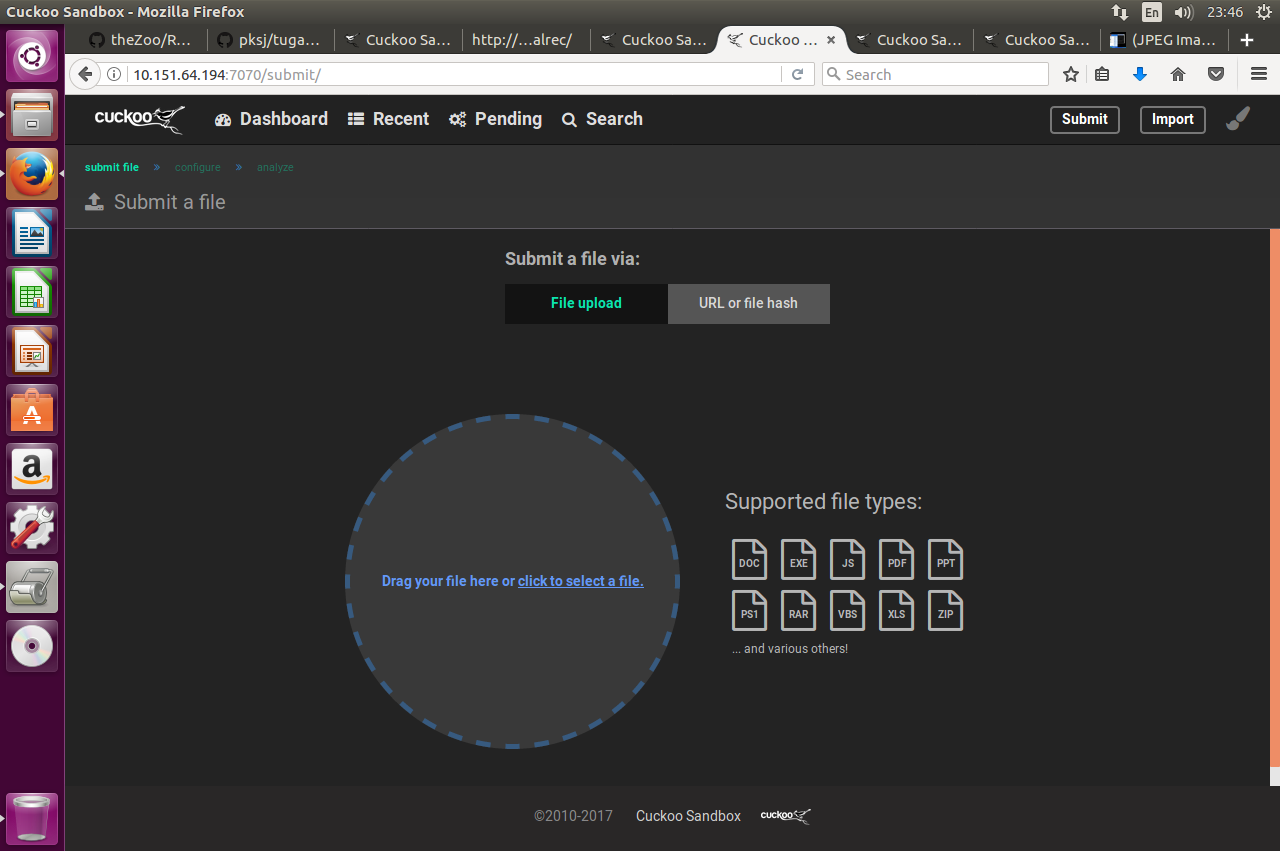 Cuckoo Sandbox - Mozilla Firefox
En
23:46
theZoo/R...
pksj/tuga...
Cuckoo Sa...
http://...alrec/
Cuckoo Sa...
Cuckoo ...
Cuckoo Sa...
Cuckoo Sa...
(JPEG Ima...
10.151.64.194:7070/submit/
Search
cuckoo
Dashboard
Recent
Pending
Search
Submit
Import
submit file » configure » analyze
Submit a file
Submit a file via:
File upload
URL or file hash
Drag your file here or click to select a file.
Supported file types:
DOC EXE JS PDF PPT
PS1 RAR VBS XLS ZIP
... and various others!
©2010-2017 Cuckoo Sandbox cuckoo